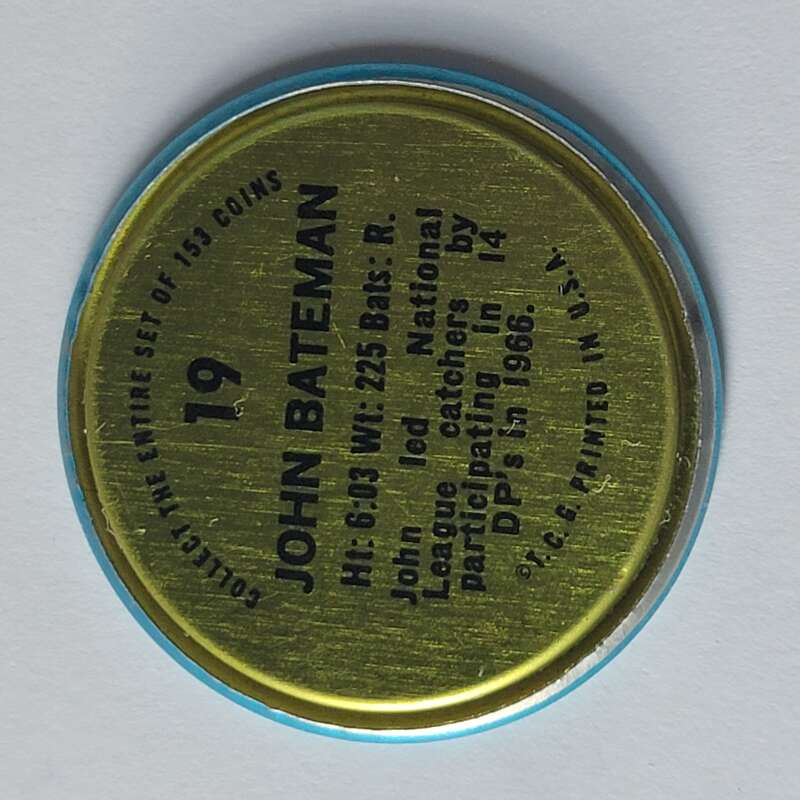 COLLECT THE ENTIRE SET OF 153 COINS
19
JOHN BATEMAN
Ht: 6:03 Wt: 225 Bats: R.
John led National
League catchers by
participating in 14
DP's in 1966.
©T. C. G. PRINTED IN U.S.A.